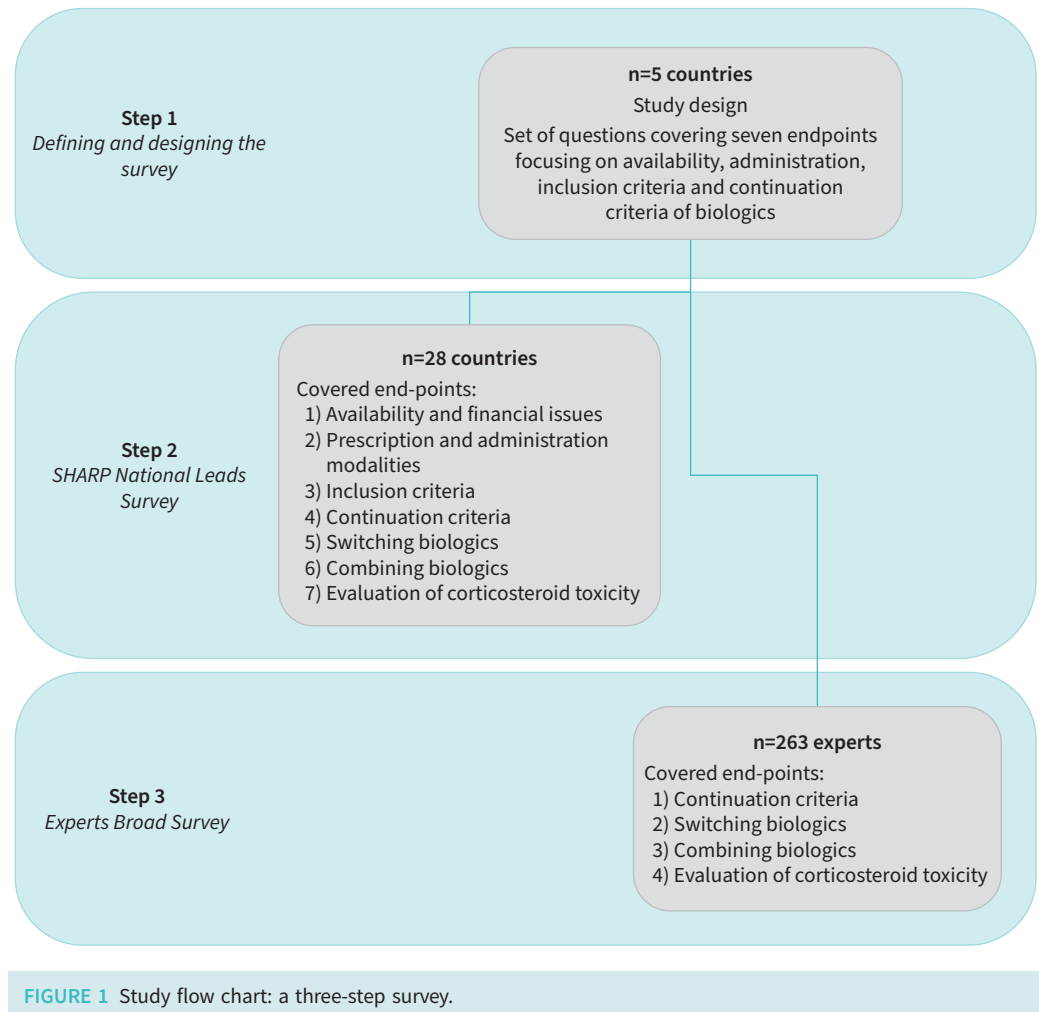 n=5 countries
Study design
Step 1
Defining and designing the
survey
Set of questions covering seven endpoints
focusing on availability, administration,
inclusion criteria and continuation
criteria of biologics
n=28 countries
Covered end-points:
1) Availability and financial issues
2) Prescription and administration
modalities
3) Inclusion criteria
4) Continuation criteria
5) Switching biologics
6) Combining biologics
7) Evaluation of corticosteroid toxicity
Step 2
SHARP National Leads
Survey
n=263 experts
Covered end-points:
1) Continuation criteria
2) Switching biologics
3) Combining biologics
4) Evaluation of corticosteroid toxicity
Step 3
Experts Broad Survey
FIGURE 1 Study flow chart: a three-step survey.